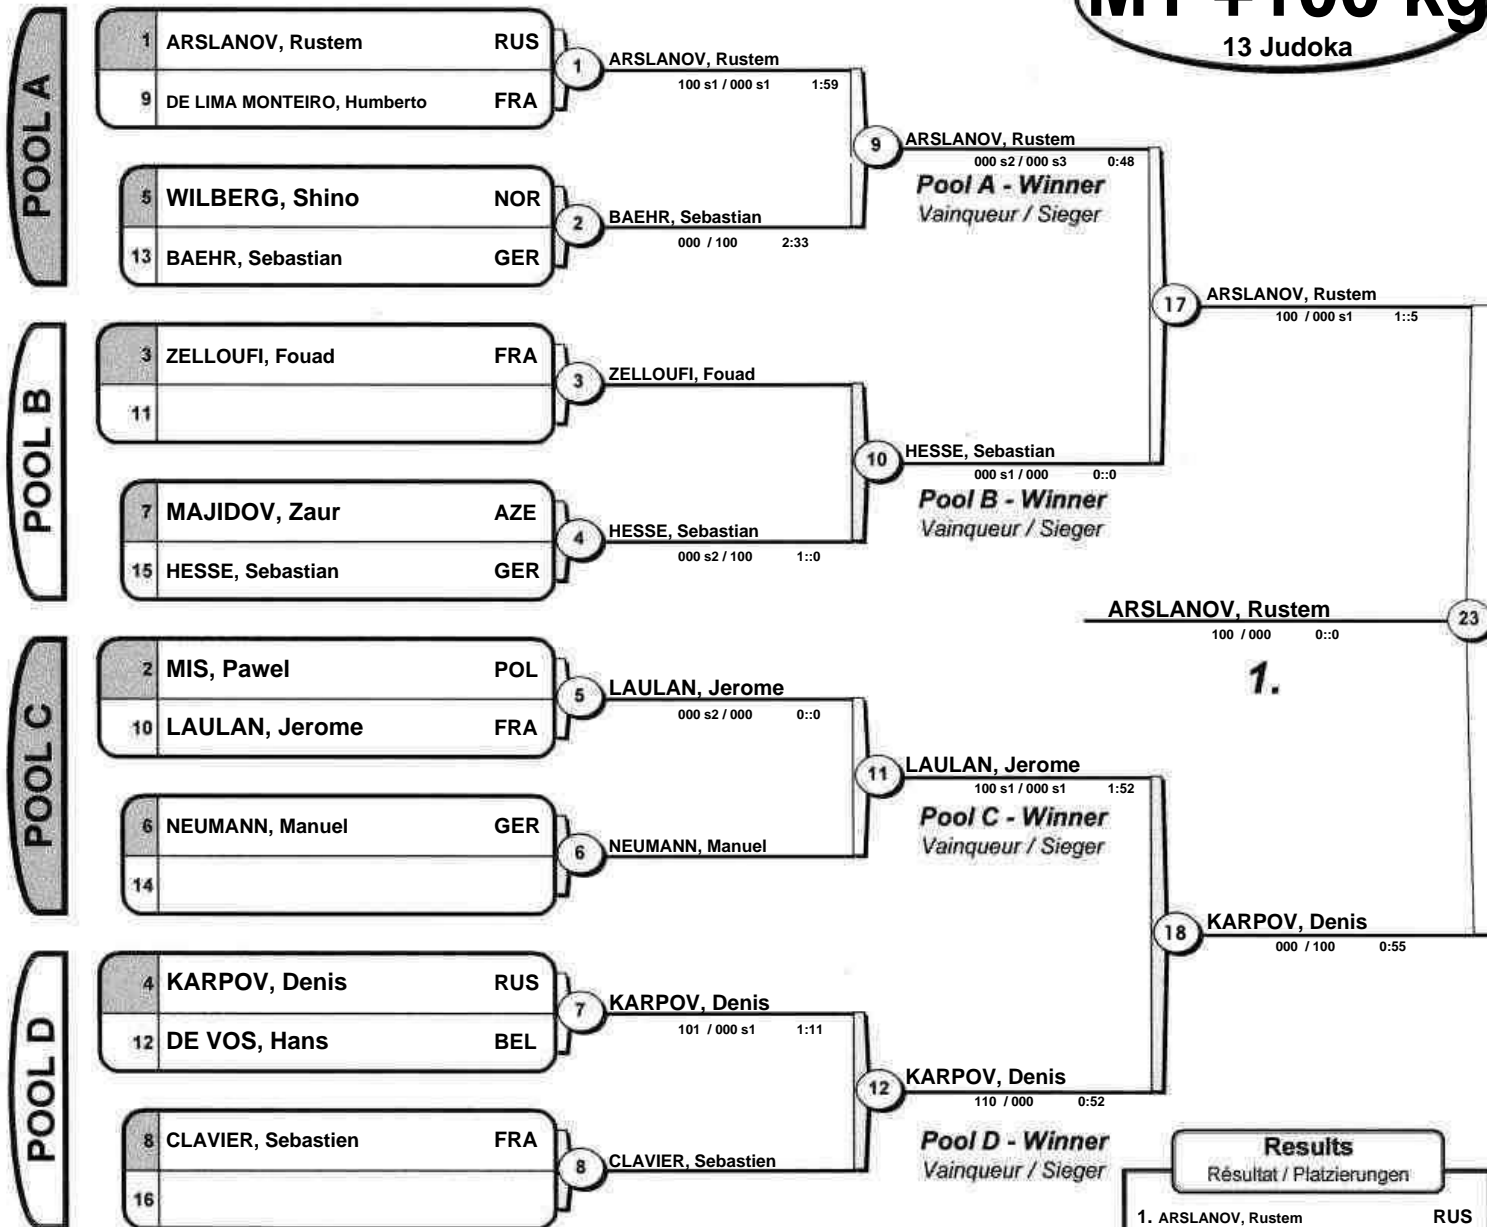 M1 +100 kg
13 Judoka
POOL A
1 ARSLANOV, Rustem RUS
9 DE LIMA MONTEIRO, Humberto FRA
1
ARSLANOV, Rustem
100 s1 / 000 s1 1:59
5 WILBERG, Shino NOR
13 BAEHR, Sebastian GER
2
BAEHR, Sebastian
000 / 100 2:33
9
ARSLANOV, Rustem
000 s2 / 000 s3 0:48
Pool A - Winner
Vainqueur / Sieger
POOL B
3 ZELLOUFI, Fouad FRA
11
3
ZELLOUFI, Fouad
7 MAJIDOV, Zaur AZE
15 HESSE, Sebastian GER
4
HESSE, Sebastian
000 s2 / 100 1::0
10
HESSE, Sebastian
000 s1 / 000 0::0
Pool B - Winner
Vainqueur / Sieger
17
ARSLANOV, Rustem
100 / 000 s1 1::5
ARSLANOV, Rustem
23
100 / 000 0::0
1.
POOL C
2 MIS, Pawel POL
10 LAULAN, Jerome FRA
5
LAULAN, Jerome
000 s2 / 000 0::0
6 NEUMANN, Manuel GER
14
6
NEUMANN, Manuel
11
LAULAN, Jerome
100 s1 / 000 s1 1:52
Pool C - Winner
Vainqueur / Sieger
POOL D
4 KARPOV, Denis RUS
12 DE VOS, Hans BEL
7
KARPOV, Denis
101 / 000 s1 1:11
8 CLAVIER, Sebastien FRA
16
8
CLAVIER, Sebastien
12
KARPOV, Denis
110 / 000 0:52
Pool D - Winner
Vainqueur / Sieger
18
KARPOV, Denis
000 / 100 0:55
Results
Résultat / Platzierungen
1. ARSLANOV, Rustem RUS